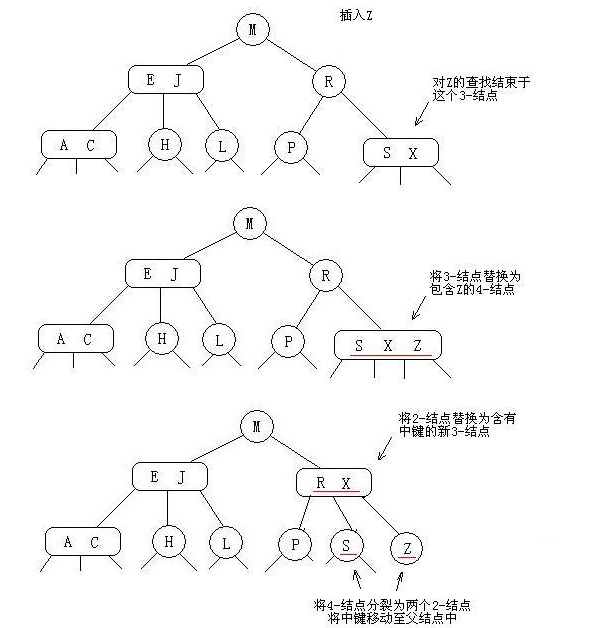 插入Z
M
E J
R
对Z的查找结束于
这个3-结点
A C
H
L
P
S X
M
E J
R
将3-结点替换为
包含Z的4-结点
A C
H
L
P
S X Z
M
将2-结点替换为含有
中键的新3-结点
E J
R X
A C
H
L
P
S
Z
将4-结点分裂为两个2-结点
将中键移动至父结点中